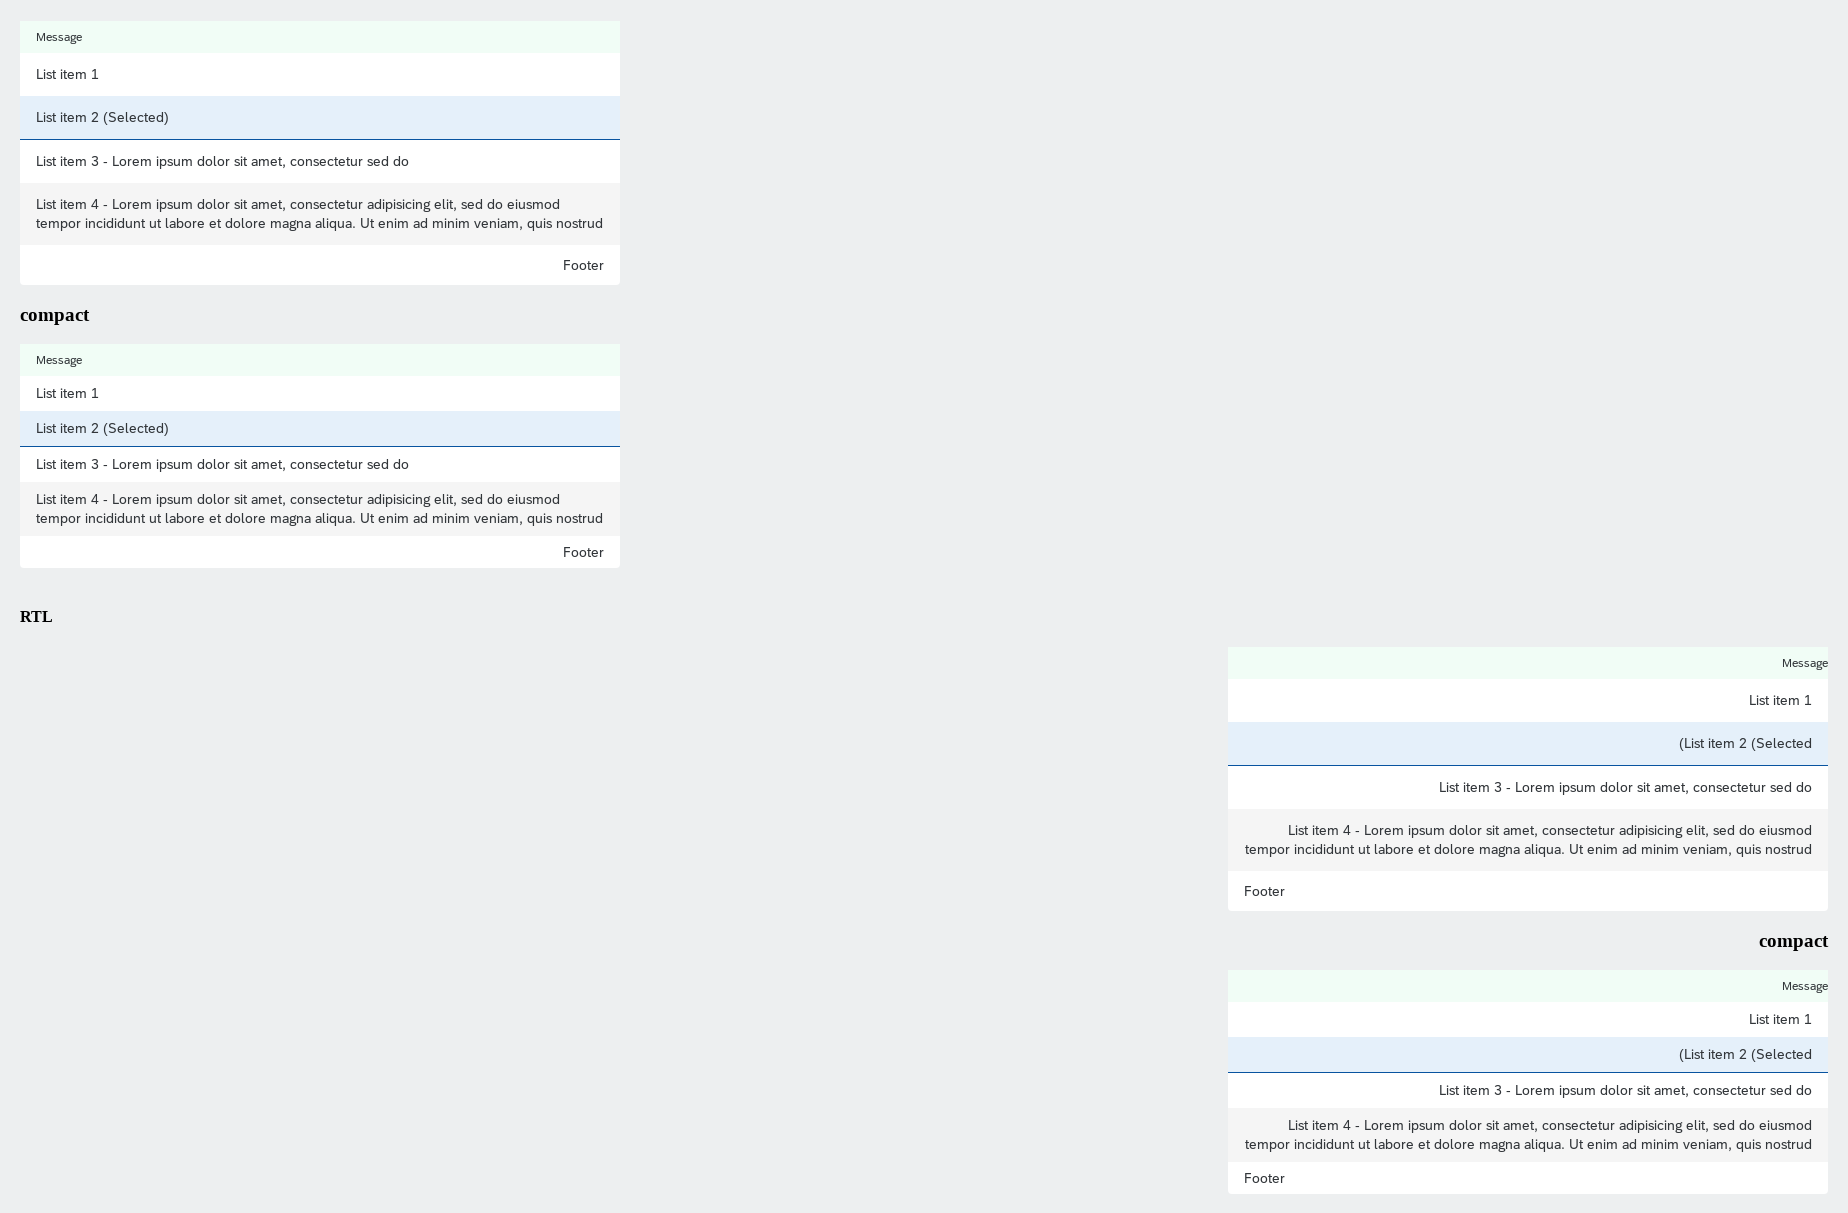 Message
List item 1
List item 2 (Selected)
List item 3 - Lorem ipsum dolor sit amet, consectetur sed do
List item 4 - Lorem ipsum dolor sit amet, consectetur adipisicing elit, sed do eiusmod
tempor incididunt ut labore et dolore magna aliqua. Ut enim ad minim veniam, quis nostrud
Footer
compact
Message
List item 1
List item 2 (Selected)
List item 3 - Lorem ipsum dolor sit amet, consectetur sed do
List item 4 - Lorem ipsum dolor sit amet, consectetur adipisicing elit, sed do eiusmod
tempor incididunt ut labore et dolore magna aliqua. Ut enim ad minim veniam, quis nostrud
Footer
RTL
Message
List item 1
(List item 2 (Selected
List item 3 - Lorem ipsum dolor sit amet, consectetur sed do
List item 4 - Lorem ipsum dolor sit amet, consectetur adipisicing elit, sed do eiusmod
tempor incididunt ut labore et dolore magna aliqua. Ut enim ad minim veniam, quis nostrud
Footer
compact
Message
List item 1
(List item 2 (Selected
List item 3 - Lorem ipsum dolor sit amet, consectetur sed do
List item 4 - Lorem ipsum dolor sit amet, consectetur adipisicing elit, sed do eiusmod
tempor incididunt ut labore et dolore magna aliqua. Ut enim ad minim veniam, quis nostrud
Footer